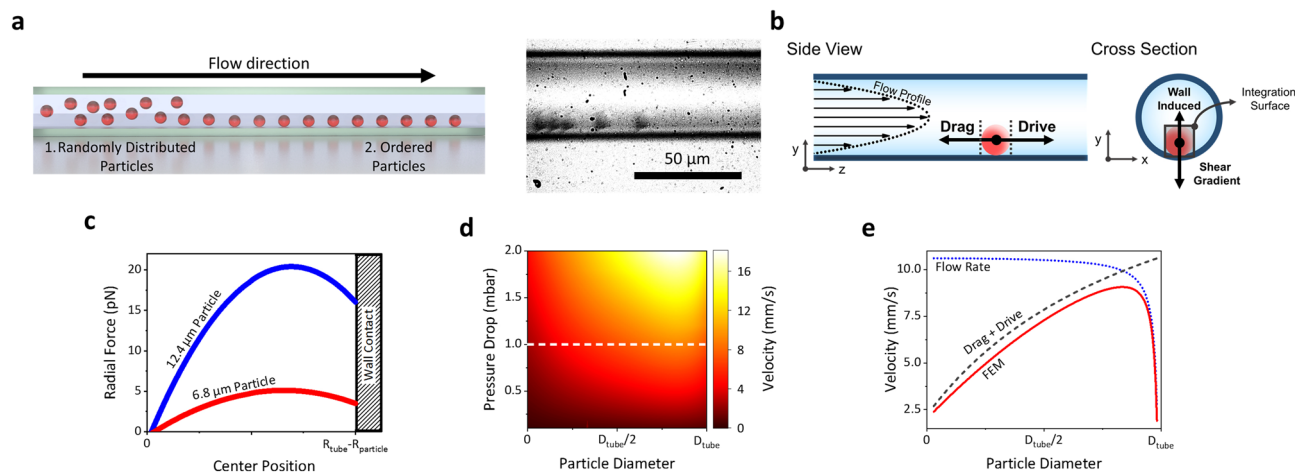 a
Flow direction
1. Randomly Distributed
Particles
2. Ordered
Particles
50 μm
b
Side View
Flow Profile
Drag
Drive
y
z
Cross Section
Wall
Induced
Integration
Surface
Shear
Gradient
y
x
c
Radial Force (pN)
20
15
10
5
0
12.4 μm Particle
6.8 μm Particle
Wall Contact
0
R_tube-R_particle
Center Position
d
Pressure Drop (mbar)
2.0
1.5
1.0
0.5
0
D_tube/2
D_tube
Particle Diameter
16
12
8
4
0
Velocity (mm/s)
e
Velocity (mm/s)
10.0
7.5
5.0
2.5
Flow Rate
Drag + Drive
FEM
0
D_tube/2
D_tube
Particle Diameter